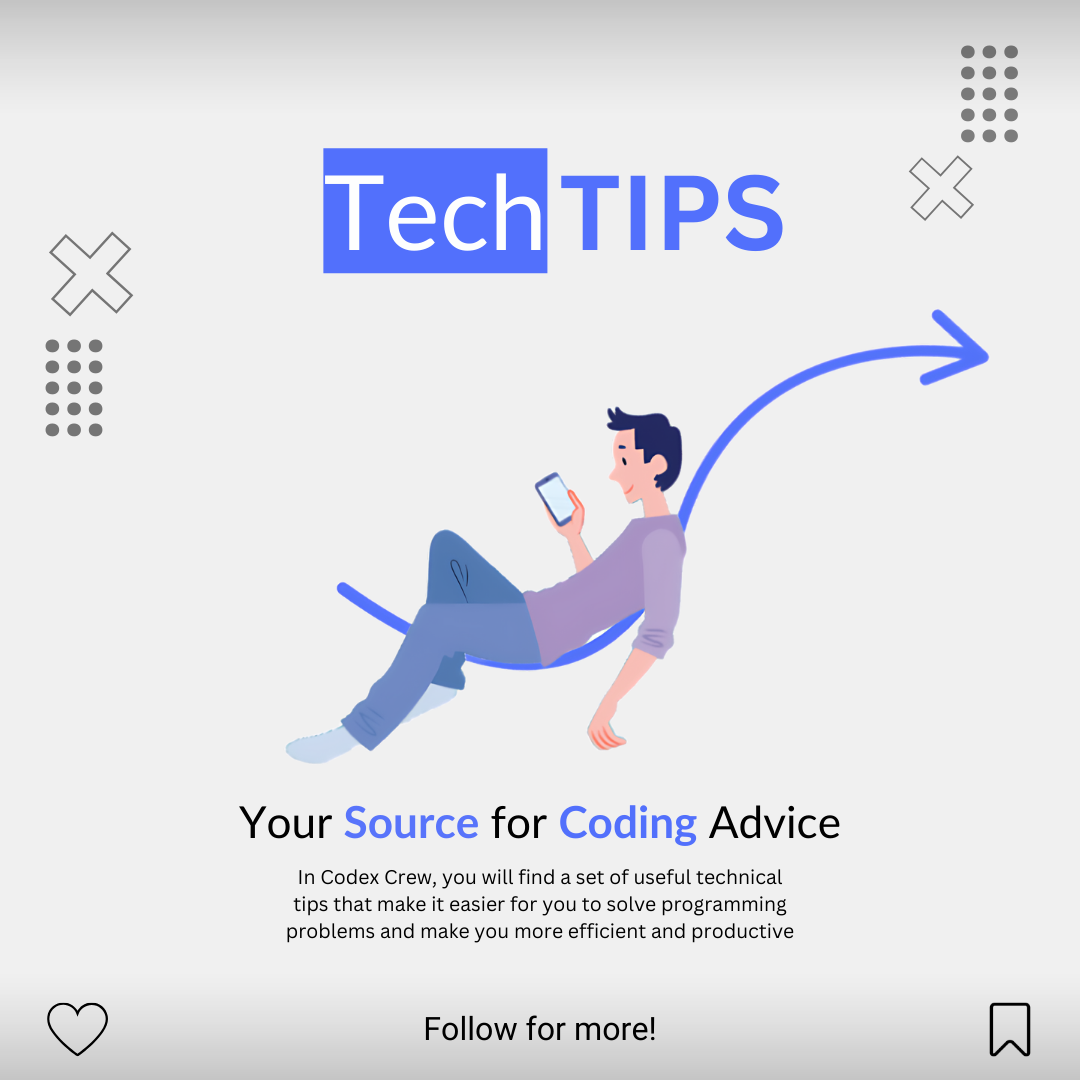 Tech TIPS
Your Source for Coding Advice
In Codex Crew, you will find a set of useful technical
tips that make it easier for you to solve programming
problems and make you more efficient and productive
Follow for more!